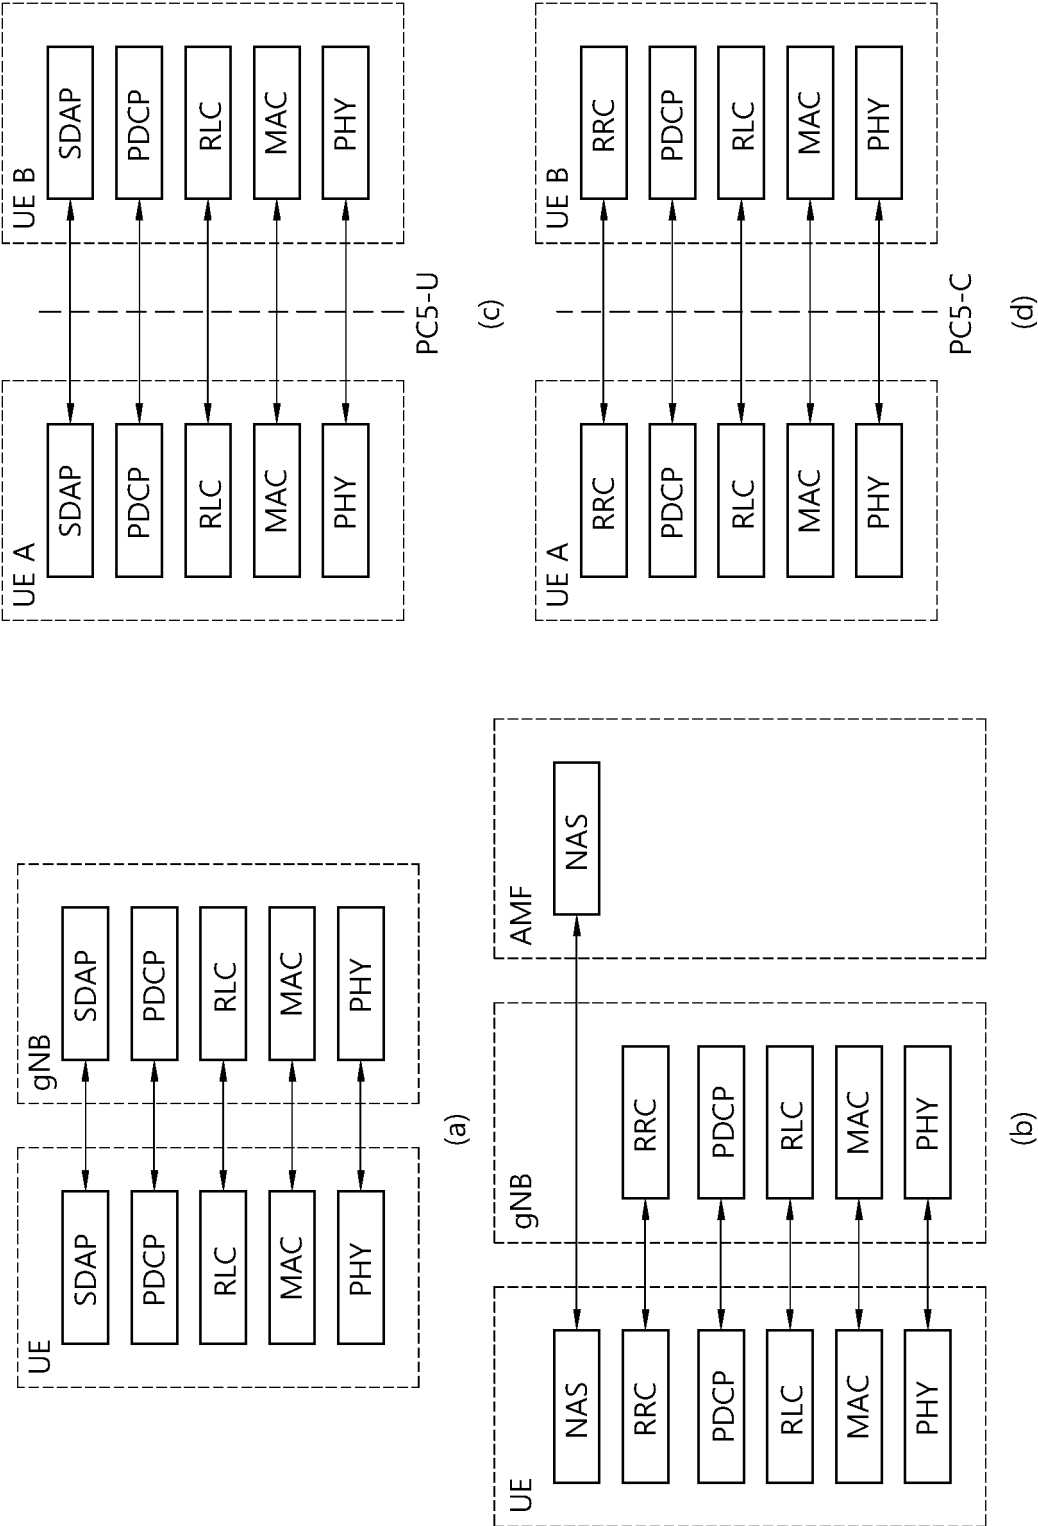 UE
gNB
SDAP
SDAP
PDCP
PDCP
RLC
RLC
MAC
MAC
PHY
PHY
(a)
UE
gNB
AMF
NAS
NAS
RRC
RRC
PDCP
PDCP
RLC
RLC
MAC
MAC
PHY
PHY
(b)
UE A
UE B
SDAP
SDAP
PDCP
PDCP
RLC
RLC
MAC
MAC
PHY
PHY
PC5-U
(c)
UE A
UE B
RRC
RRC
PDCP
PDCP
RLC
RLC
MAC
MAC
PHY
PHY
PC5-C
(d)